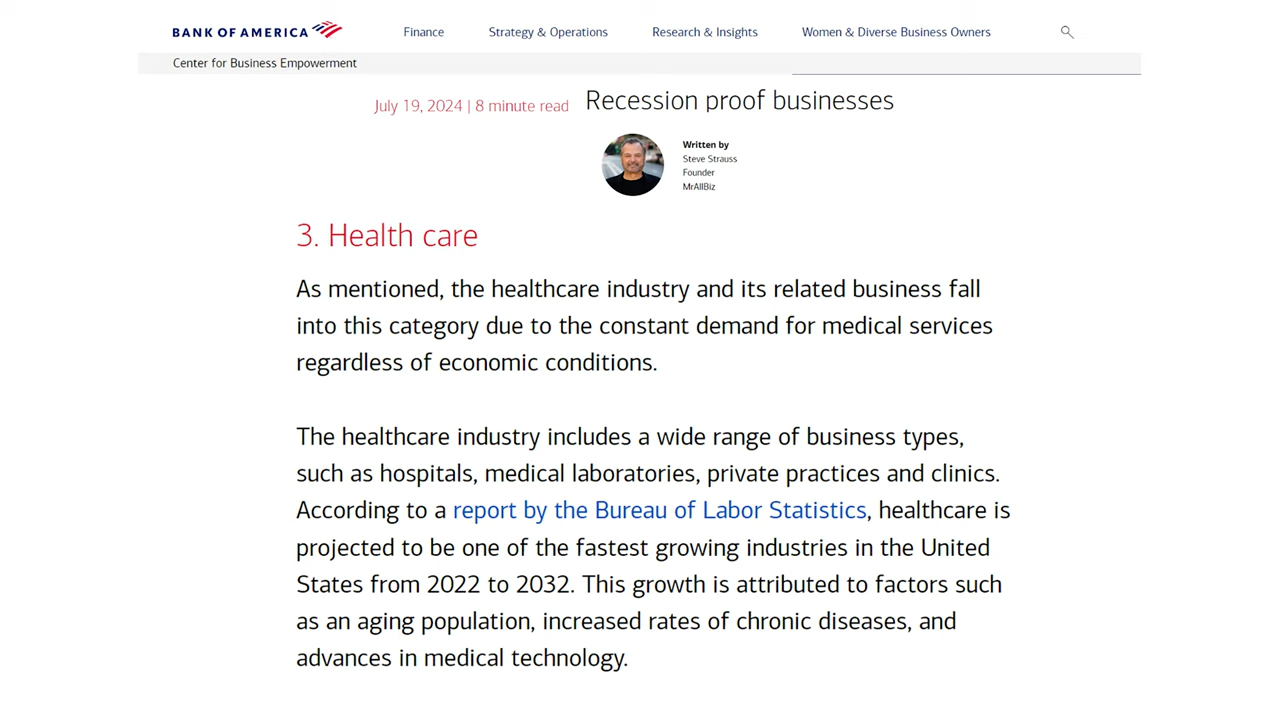 BANK OF AMERICA
Finance
Strategy & Operations
Research & Insights
Women & Diverse Business Owners
Center for Business Empowerment
July 19, 2024 | 8 minute read
Recession proof businesses
Written by
Steve Strauss
Founder
MrAllBiz
3. Health care
As mentioned, the healthcare industry and its related business fall
into this category due to the constant demand for medical services
regardless of economic conditions.
The healthcare industry includes a wide range of business types,
such as hospitals, medical laboratories, private practices and clinics.
According to a report by the Bureau of Labor Statistics, healthcare is
projected to be one of the fastest growing industries in the United
States from 2022 to 2032. This growth is attributed to factors such
as an aging population, increased rates of chronic diseases, and
advances in medical technology.